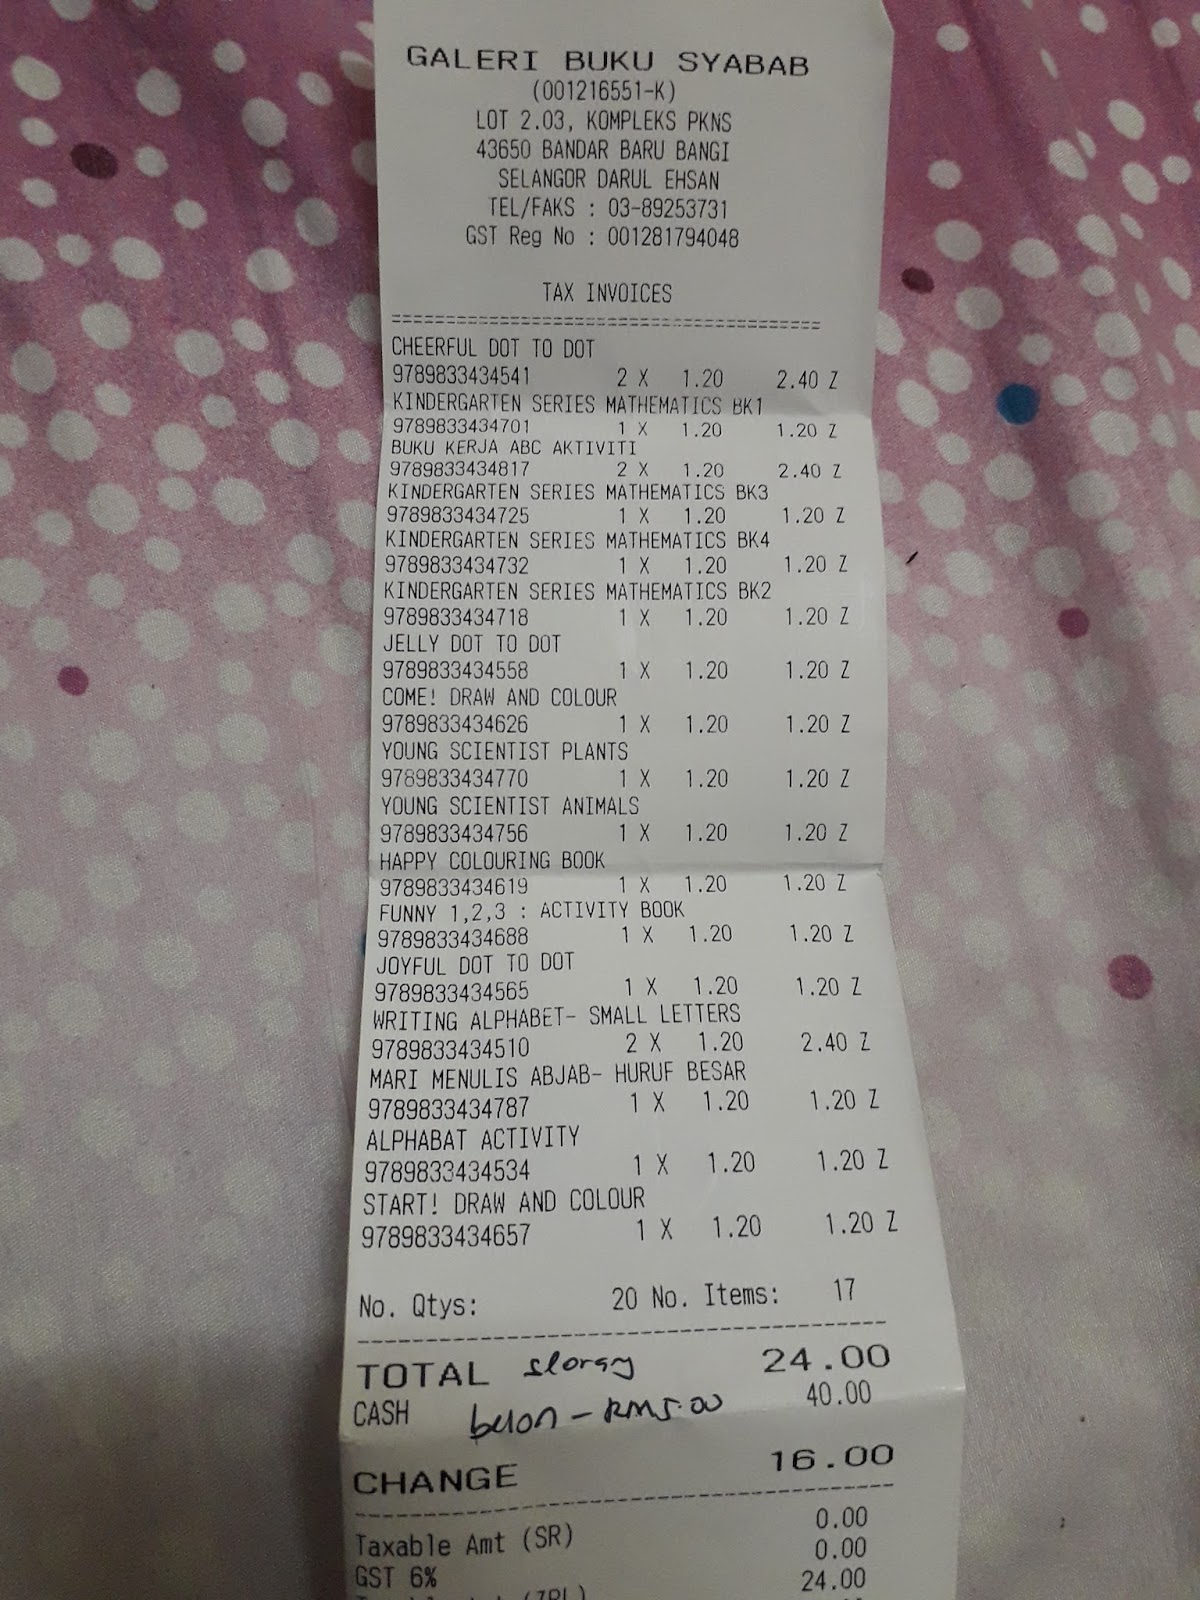 GALERI BUKU SYABAB
(001216551-K)
LOT 2.03, KOMPLEKS PKNS
43650 BANDAR BARU BANGI
SELANGOR DARUL EHSAN
TEL/FAKS : 03-89253731
GST Reg No : 001281794048
TAX INVOICES
CHEERFUL DOT TO DOT
9789833434541 2 X 1.20 2.40 Z
KINDERGARTEN SERIES MATHEMATICS BK1
9789833434701 1 X 1.20 1.20 Z
BUKU KERJA ABC AKTIVITI
9789833434817 2 X 1.20 2.40 Z
KINDERGARTEN SERIES MATHEMATICS BK3
9789833434725 1 X 1.20 1.20 Z
KINDERGARTEN SERIES MATHEMATICS BK4
9789833434732 1 X 1.20 1.20 Z
KINDERGARTEN SERIES MATHEMATICS BK2
9789833434718 1 X 1.20 1.20 Z
JELLY DOT TO DOT
9789833434558 1 X 1.20 1.20 Z
COME! DRAW AND COLOUR
9789833434626 1 X 1.20 1.20 Z
YOUNG SCIENTIST PLANTS
9789833434770 1 X 1.20 1.20 Z
YOUNG SCIENTIST ANIMALS
9789833434756 1 X 1.20 1.20 Z
HAPPY COLOURING BOOK
9789833434619 1 X 1.20 1.20 Z
FUNNY 1,2,3 : ACTIVITY BOOK
9789833434688 1 X 1.20 1.20 Z
JOYFUL DOT TO DOT
9789833434565 1 X 1.20 1.20 Z
WRITING ALPHABET- SMALL LETTERS
9789833434510 2 X 1.20 2.40 Z
MARI MENULIS ABJAB- HURUF BESAR
9789833434787 1 X 1.20 1.20 Z
ALPHABAT ACTIVITY
9789833434534 1 X 1.20 1.20 Z
START! DRAW AND COLOUR
9789833434657 1 X 1.20 1.20 Z
No. Qtys: 20 No. Items: 17
TOTAL 24.00
CASH belon - RM5.00 40.00
CHANGE 16.00
Taxable Amt (SR) 0.00
GST 6% 0.00
24.00